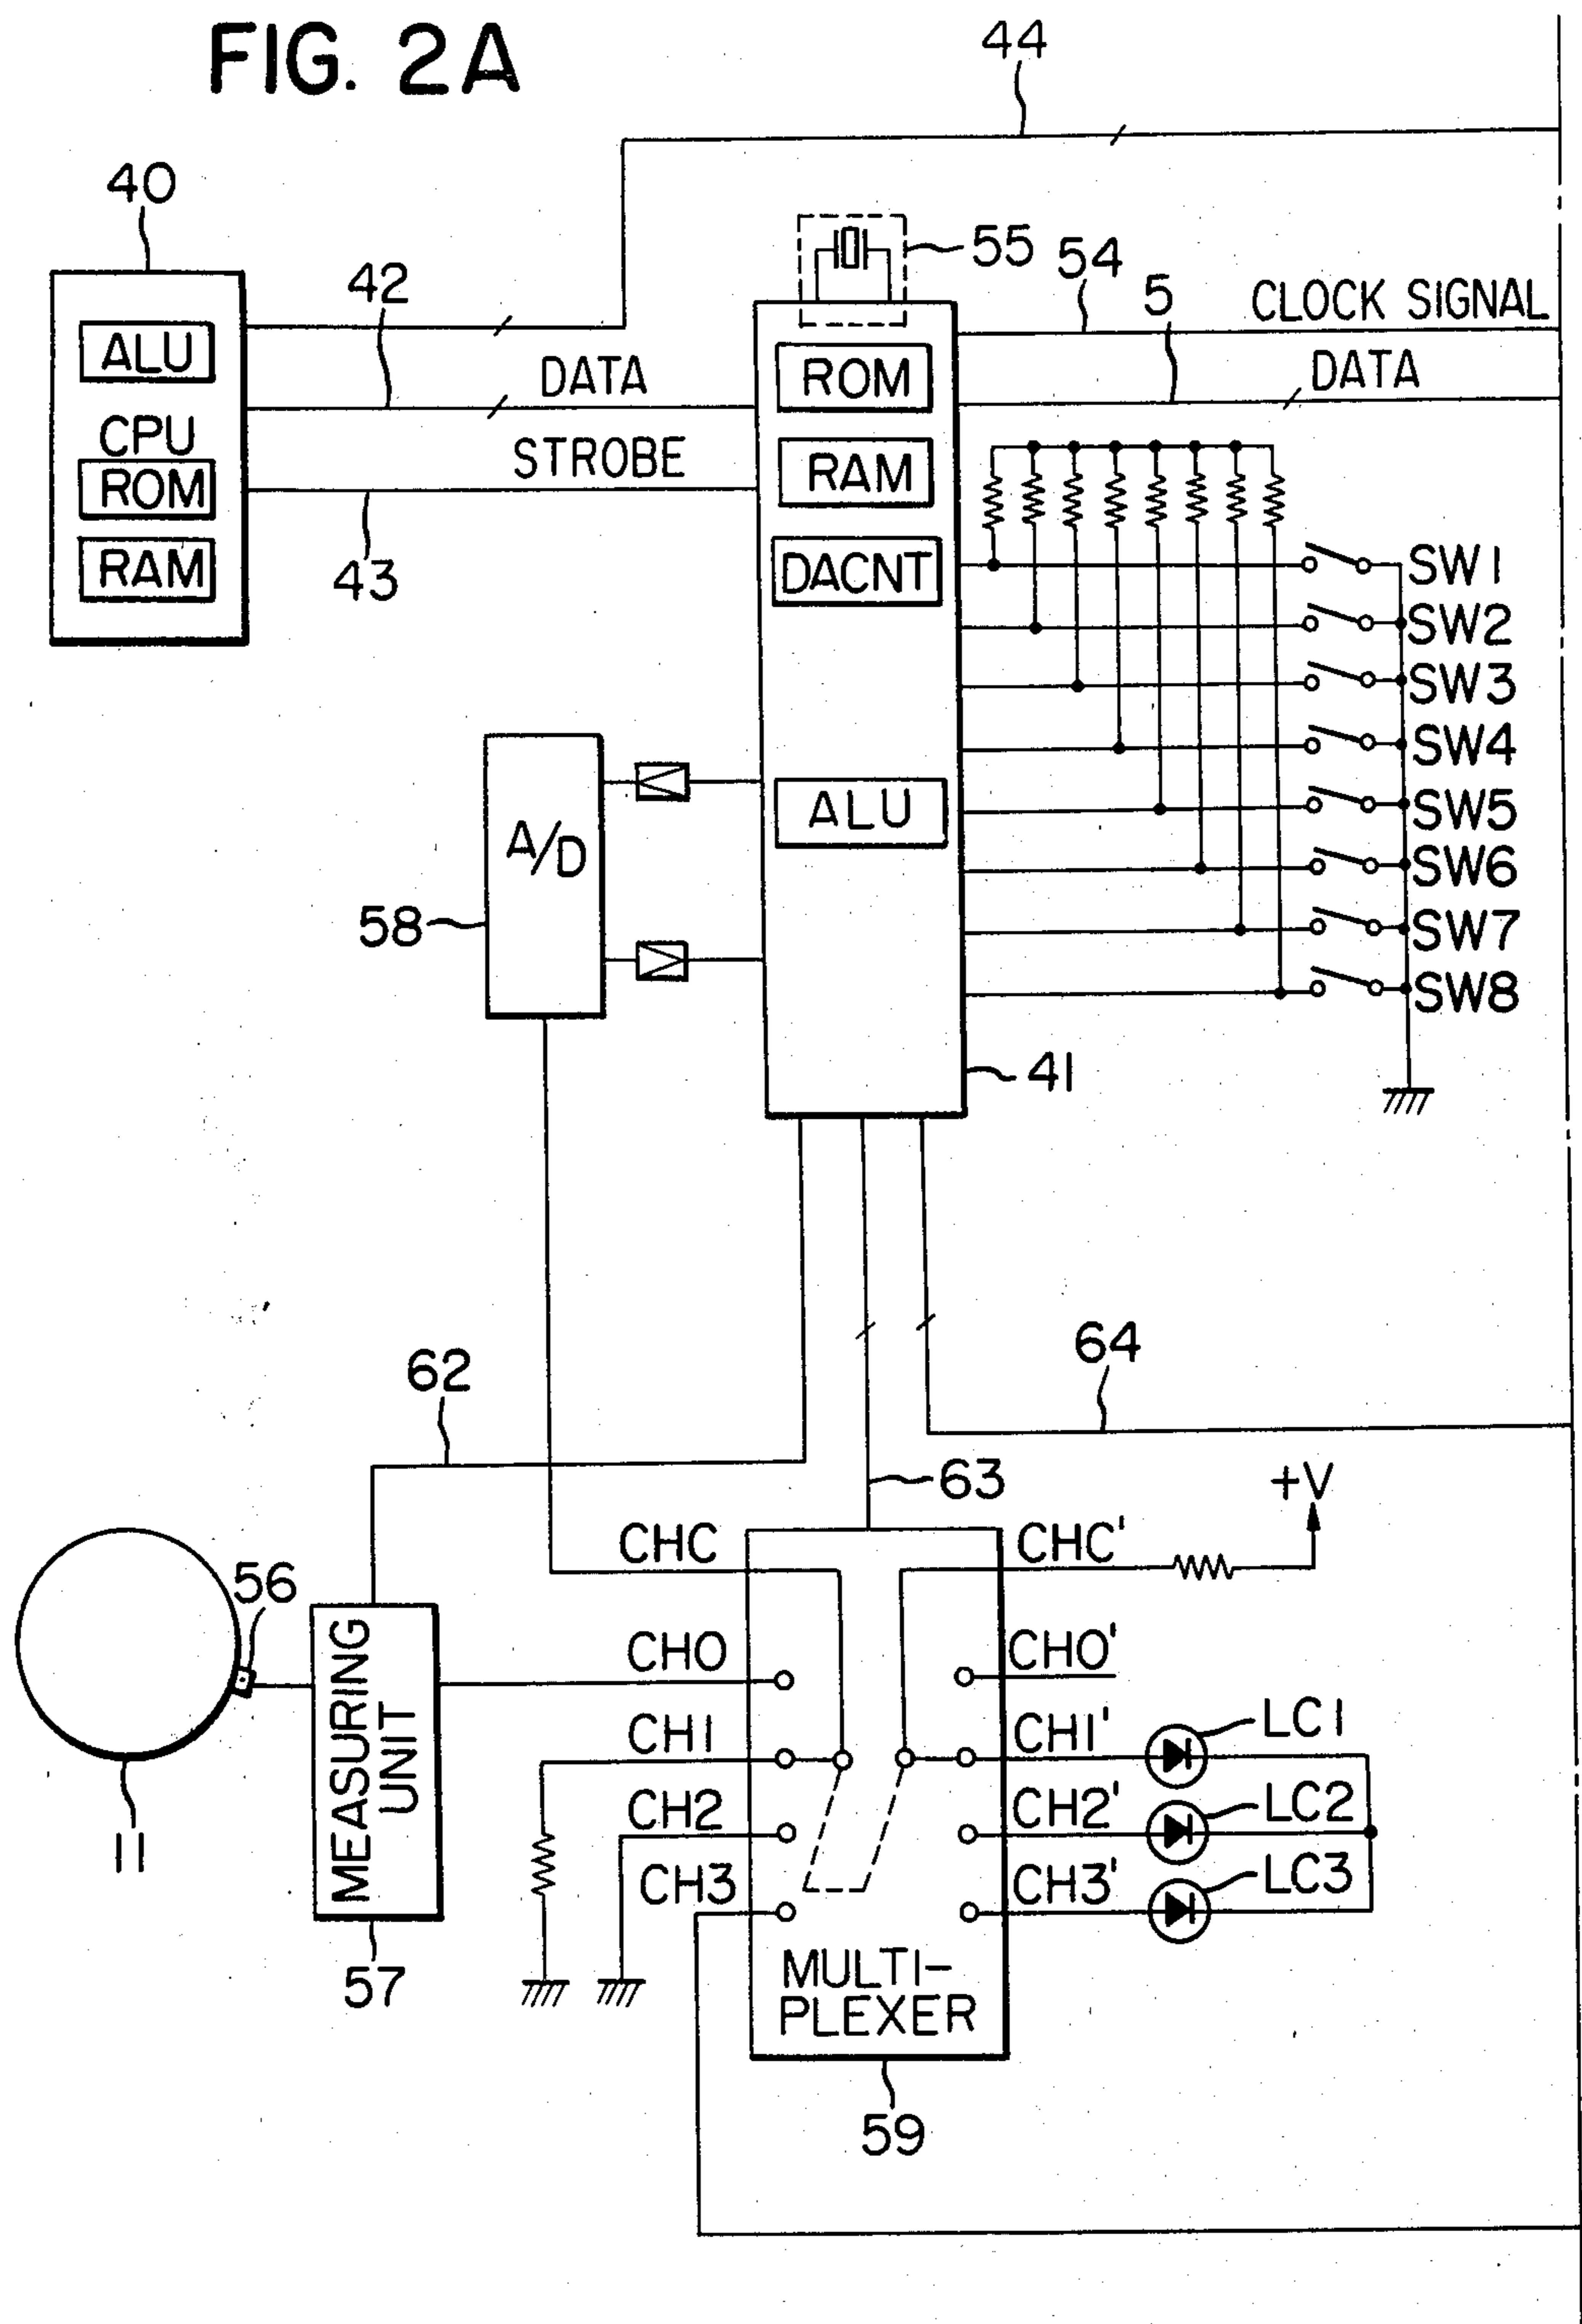 FIG. 2A
44
40
55
54
42
5
CLOCK SIGNAL
ALU
ROM
DATA
DATA
CPU
STROBE
RAM
ROM
RAM
43
DACNT
SW1
SW2
SW3
SW4
A/D
ALU
SW5
SW6
58
SW7
SW8
41
64
62
63
+V
CHC
CHC'
56
CH0
CH0'
MEASURING
UNIT
CH1
CH1'
LC1
CH2
CH2'
LC2
11
CH3
CH3'
LC3
57
MULTI-
PLEXER
59